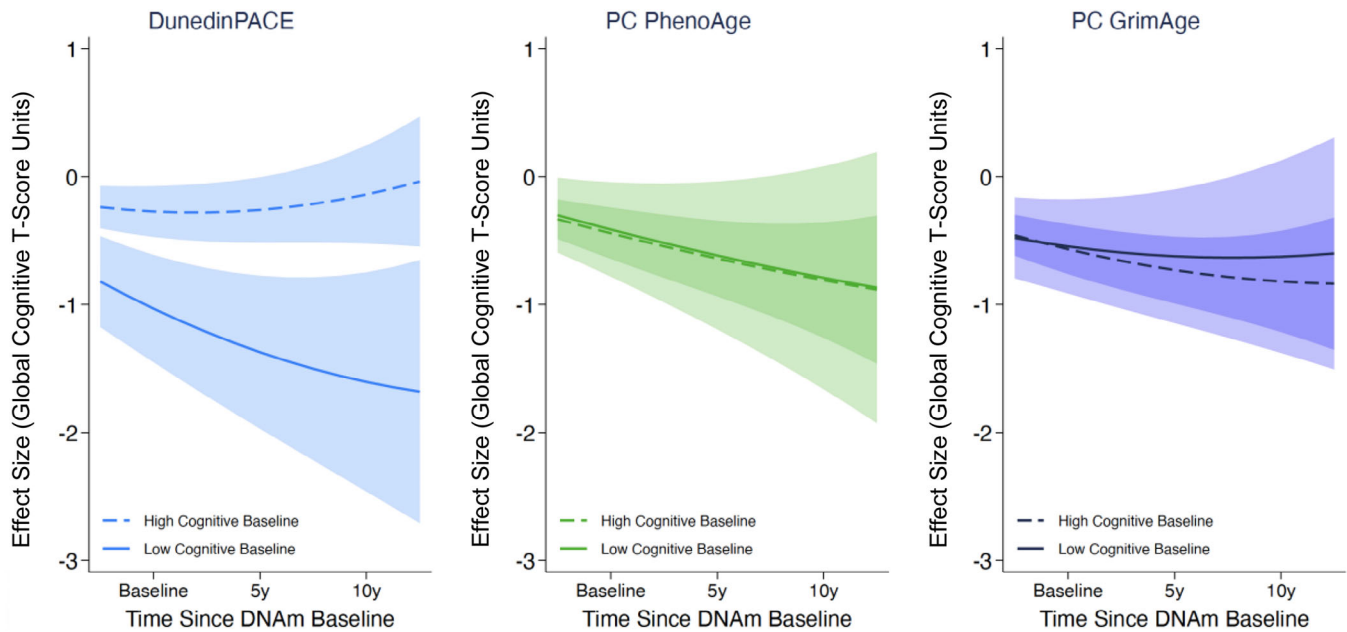 DunedinPACE
Effect Size (Global Cognitive T-Score Units)
1
0
-1
-2
-3
High Cognitive Baseline
Low Cognitive Baseline
Baseline 5y 10y
Time Since DNAm Baseline
PC PhenoAge
Effect Size (Global Cognitive T-Score Units)
1
0
-1
-2
-3
High Cognitive Baseline
Low Cognitive Baseline
Baseline 5y 10y
Time Since DNAm Baseline
PC GrimAge
Effect Size (Global Cognitive T-Score Units)
1
0
-1
-2
-3
High Cognitive Baseline
Low Cognitive Baseline
Baseline 5y 10y
Time Since DNAm Baseline